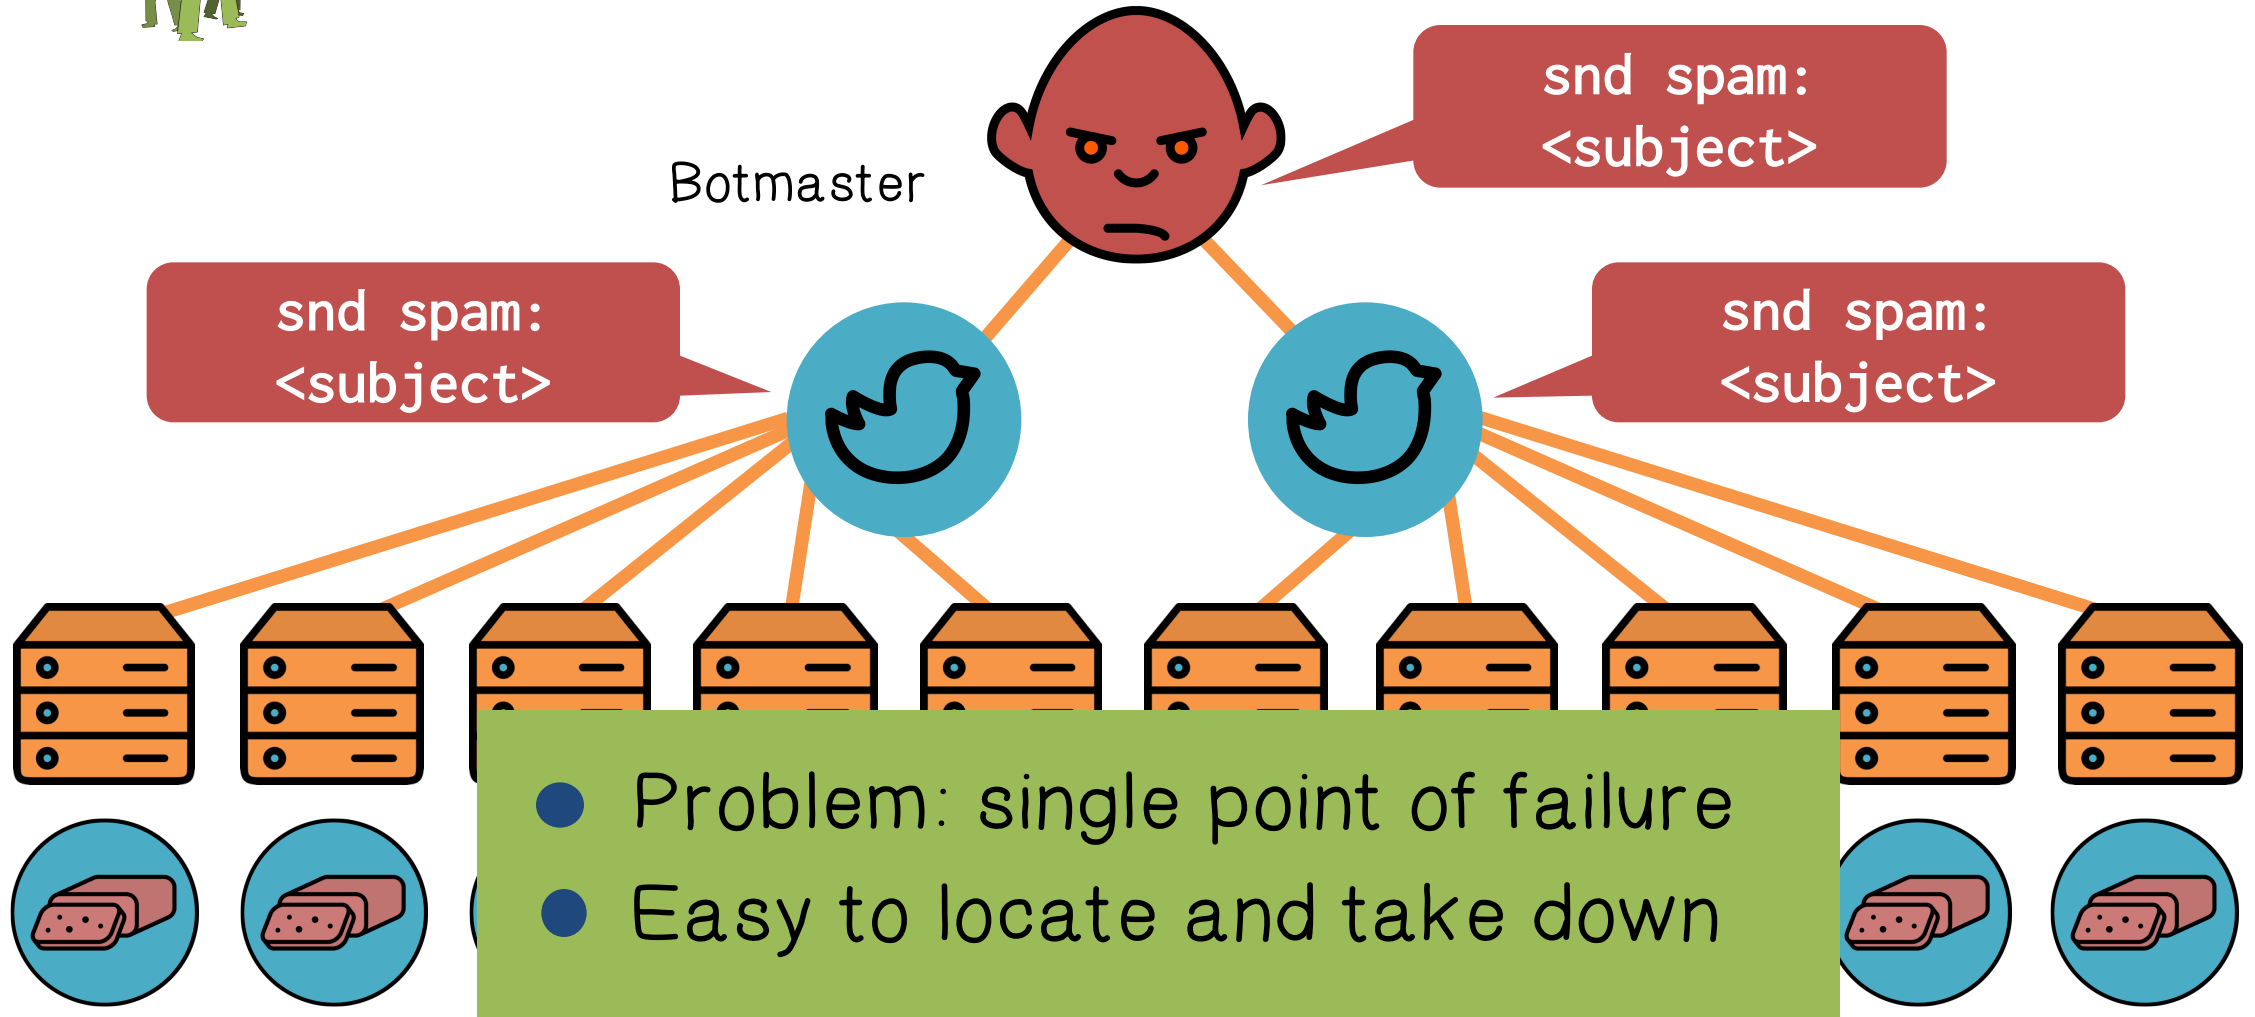 snd spam:
<subject>
Botmaster
snd spam:
<subject>
snd spam:
<subject>
Problem: single point of failure
Easy to locate and take down